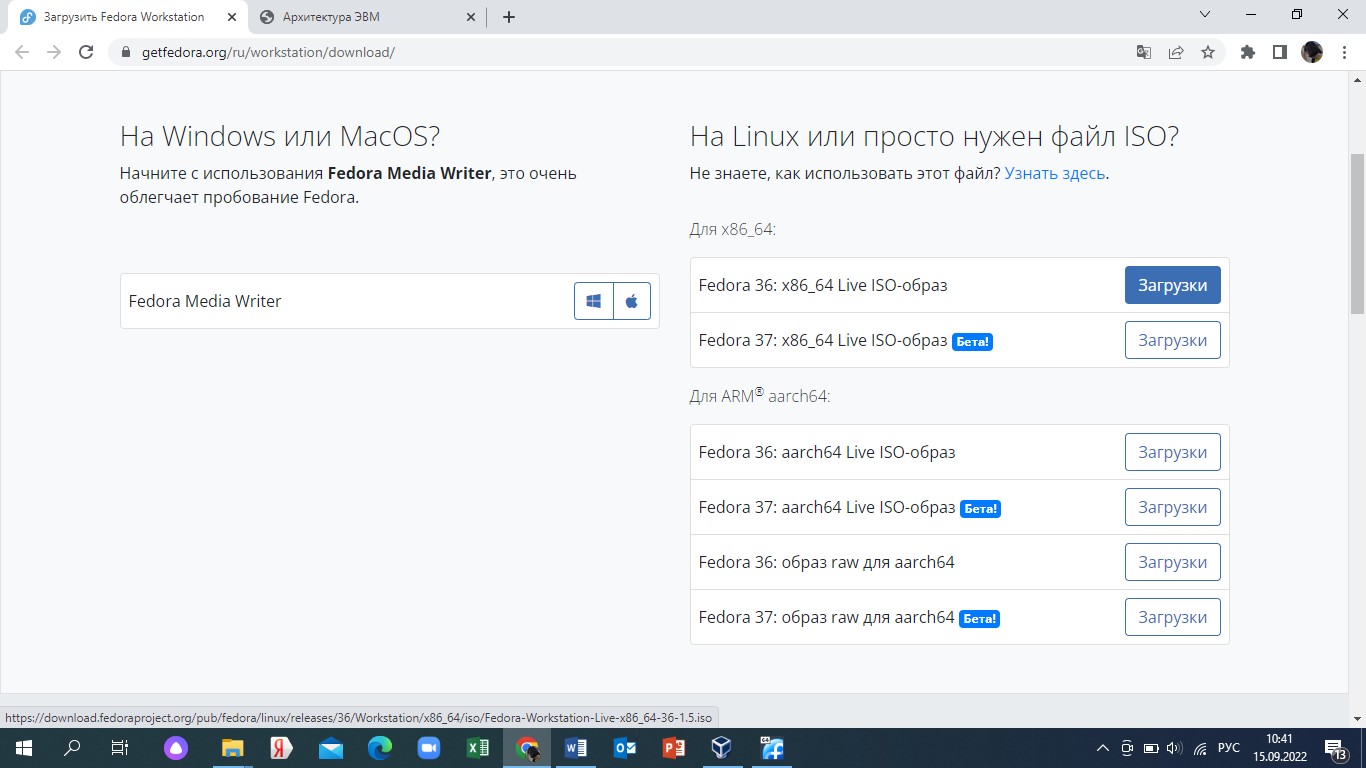 Загрузить Fedora Workstation
Архитектура ЭВМ
getfedora.org/ru/workstation/download/
На Windows или MacOS?
Начните с использования Fedora Media Writer, это очень
облегчает пробование Fedora.
Fedora Media Writer
На Linux или просто нужен файл ISO?
Не знаете, как использовать этот файл? Узнать здесь.
Для x86_64:
Fedora 36: x86_64 Live ISO-образ Загрузки
Fedora 37: x86_64 Live ISO-образ Бета! Загрузки
Для ARM® aarch64:
Fedora 36: aarch64 Live ISO-образ Загрузки
Fedora 37: aarch64 Live ISO-образ Бета! Загрузки
Fedora 36: образ raw для aarch64 Загрузки
Fedora 37: образ raw для aarch64 Бета! Загрузки
https://download.fedoraproject.org/pub/fedora/linux/releases/36/Workstation/x86_64/iso/Fedora-Workstation-Live-x86_64-36-1.5.iso
РУС
10:41
15.09.2022
13
64